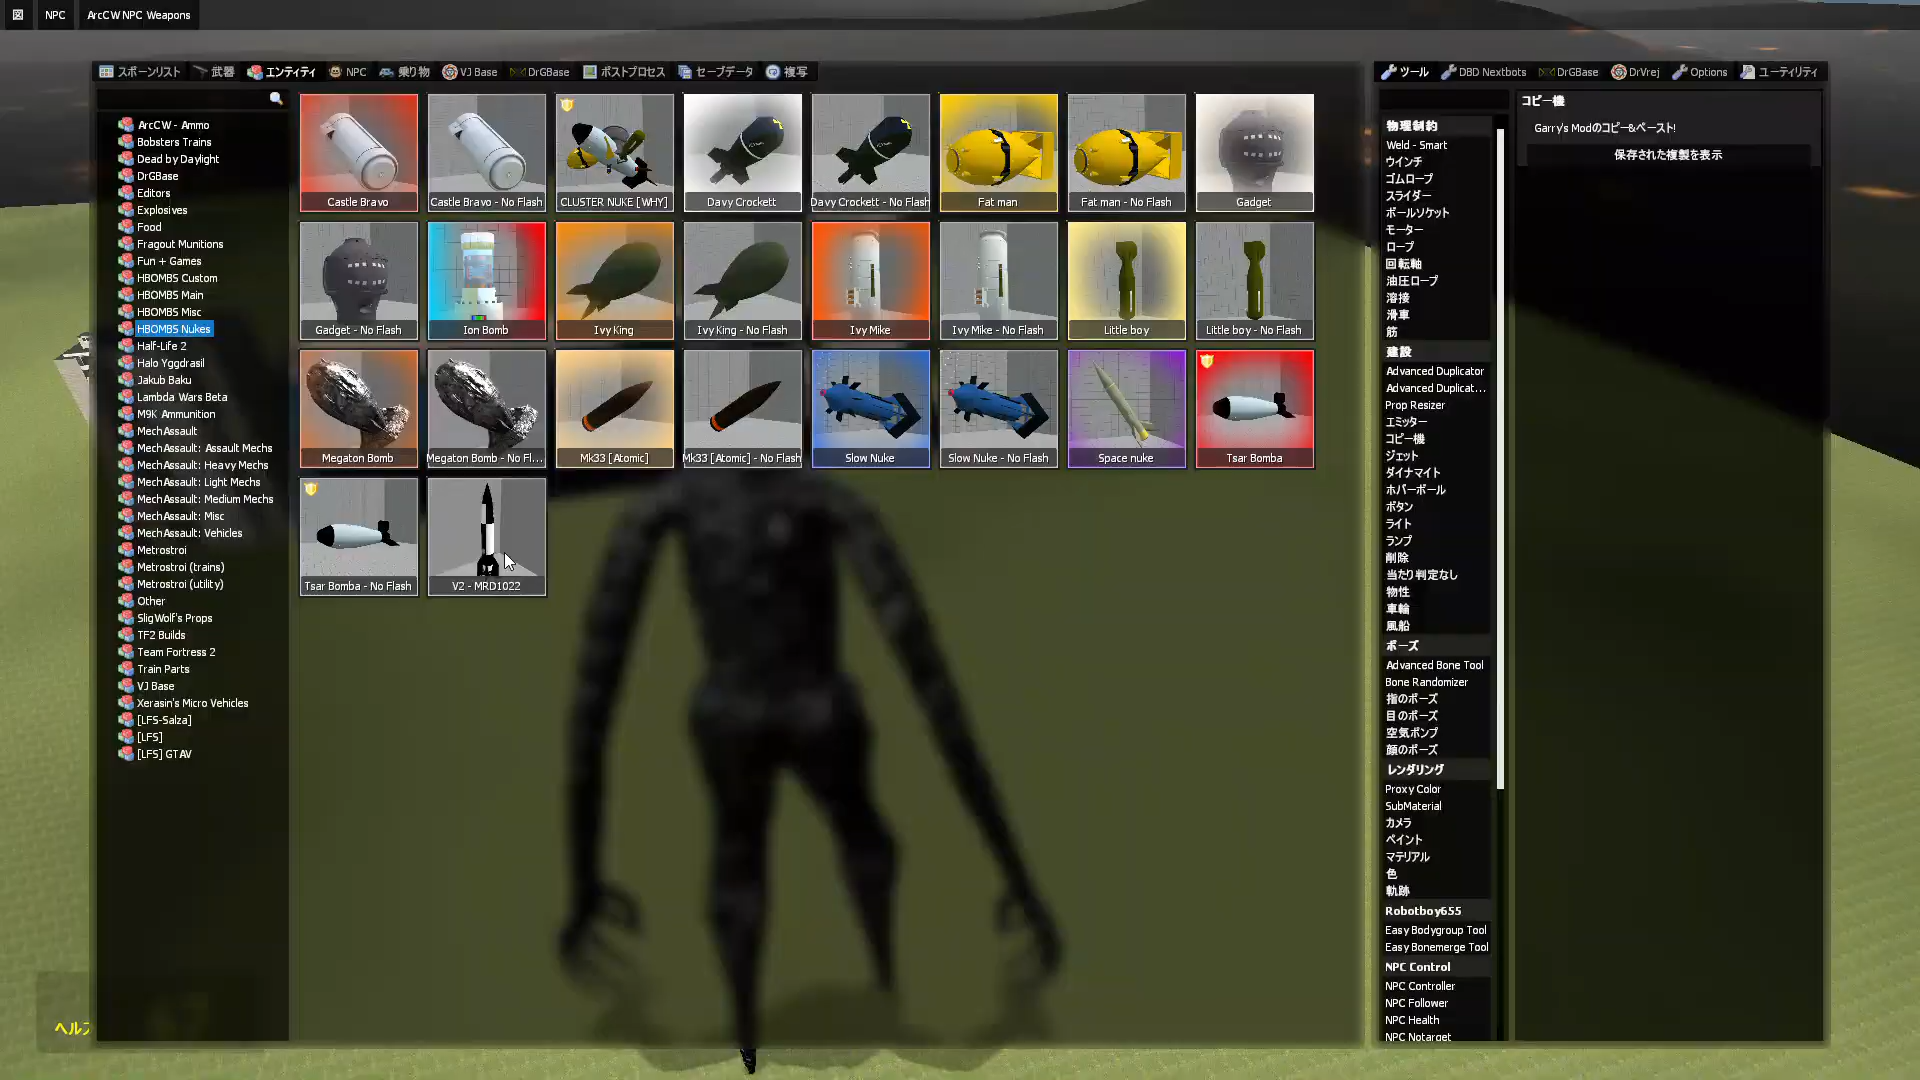 図 NPC ArcCW NPC Weapons
スポーンリスト 武器 エンティティ NPC 乗り物 VJ Base DrGBase ポストプロセス セーブデータ 複写
ArcCW - Ammo
Bobsters Trains
Dead by Daylight
DrGBase
Editors
Explosives
Food
Fragout Munitions
Fun + Games
HBOMBS Custom
HBOMBS Main
HBOMBS Misc
HBOMBS Nukes
Half-Life 2
Halo Yggdrasil
Jakub Baku
Lambda Wars Beta
M9K Ammunition
MechAssault
MechAssault: Assault Mechs
MechAssault: Heavy Mechs
MechAssault: Light Mechs
MechAssault: Medium Mechs
MechAssault: Misc
MechAssault: Vehicles
Metrostroi
Metrostroi (trains)
Metrostroi (utility)
Other
SligWolf's Props
TF2 Builds
Team Fortress 2
Train Parts
VJ Base
Xerasin's Micro Vehicles
[LFS-Salza]
[LFS]
[LFS] GTAV
Castle Bravo
Castle Bravo - No Flash
CLUSTER NUKE [WHY]
Davy Crockett
Davy Crockett - No Flash
Fat man
Fat man - No Flash
Gadget
Gadget - No Flash
Ion Bomb
Ivy King
Ivy King - No Flash
Ivy Mike
Ivy Mike - No Flash
Little boy
Little boy - No Flash
Megaton Bomb
Megaton Bomb - No Fl...
Mk33 [Atomic]
Mk33 [Atomic] - No Flash
Slow Nuke
Slow Nuke - No Flash
Space nuke
Tsar Bomba
Tsar Bomba - No Flash
V2 - MRD1022
ヘルプ
ツール DBD Nextbots DrGBase DrVrej Options ユーティリティ
物理制約
Weld - Smart
ウインチ
ゴムロープ
スライダー
ボールソケット
モーター
ロープ
回転軸
油圧ロープ
溶接
滑車
筋
建設
Advanced Duplicator
Advanced Duplicat...
Prop Resizer
エミッター
コピー機
ジェット
ダイナマイト
ホバーボール
ボタン
ライト
ランプ
削除
当たり判定なし
物性
車輪
風船
ポーズ
Advanced Bone Tool
Bone Randomizer
指のポーズ
目のポーズ
空気ポンプ
顔のポーズ
レンダリング
Proxy Color
SubMaterial
カメラ
ペイント
マテリアル
色
軌跡
Robotboy655
Easy Bodygroup Tool
Easy Bonemerge Tool
NPC Control
NPC Controller
NPC Follower
NPC Health
NPC Notarget
コピー機
Garry's Modのコピー&ペースト!
保存された複製を表示